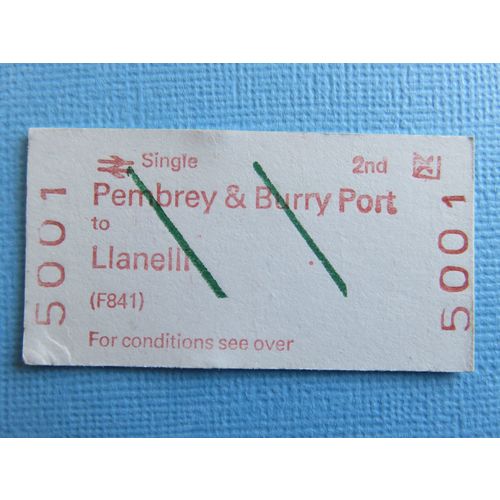 Single 2nd
Pembrey & Burry Port
to
Llanelli
(F841)
For conditions see over
5001
5001